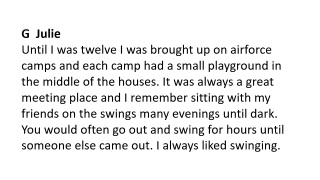 G  Julie
Until I was twelve I was brought up on airforce
camps and each camp had a small playground in
the middle of the houses. It was always a great
meeting place and I remember sitting with my
friends on the swings many evenings until dark.
You would often go out and swing for hours until
someone else came out. I always liked swinging.